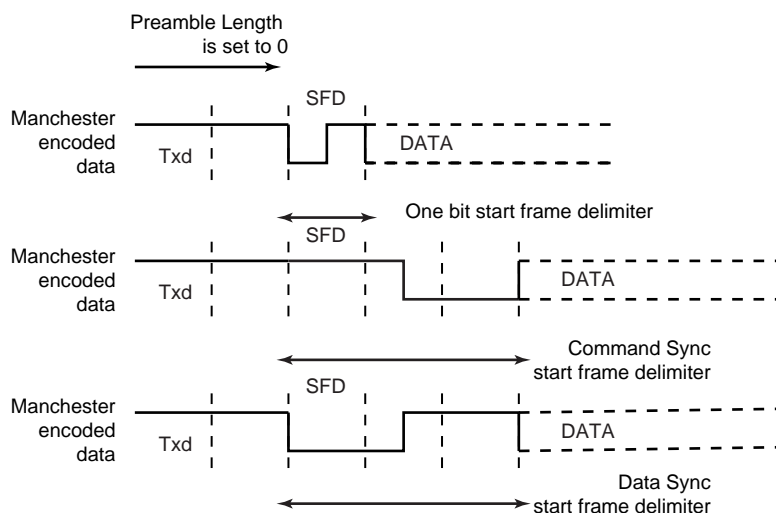 Preamble Length
is set to 0
SFD
Manchester
encoded
data
Txd
DATA
One bit start frame delimiter
SFD
Manchester
encoded
data
Txd
DATA
Command Sync
start frame delimiter
SFD
Manchester
encoded
data
Txd
DATA
Data Sync
start frame delimiter